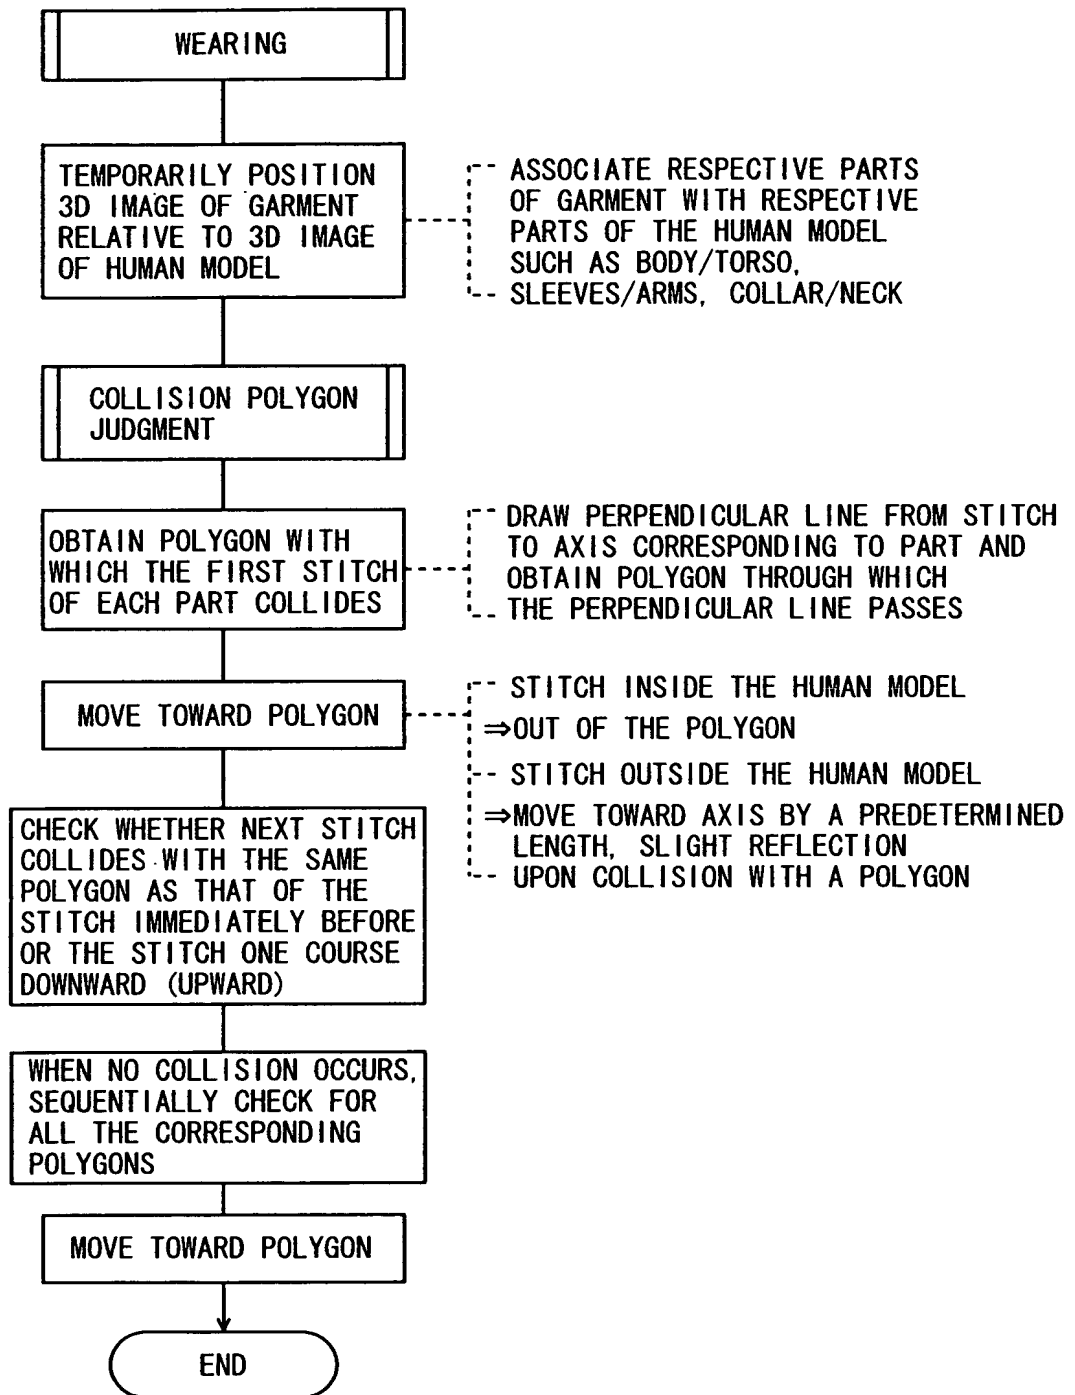 WEARING
TEMPORARILY POSITION
3D IMAGE OF GARMENT
RELATIVE TO 3D IMAGE
OF HUMAN MODEL
ASSOCIATE RESPECTIVE PARTS
OF GARMENT WITH RESPECTIVE
PARTS OF THE HUMAN MODEL
SUCH AS BODY/TORSO,
SLEEVES/ARMS, COLLAR/NECK
COLLISION POLYGON
JUDGMENT
OBTAIN POLYGON WITH
WHICH THE FIRST STITCH
OF EACH PART COLLIDES
DRAW PERPENDICULAR LINE FROM STITCH
TO AXIS CORRESPONDING TO PART AND
OBTAIN POLYGON THROUGH WHICH
THE PERPENDICULAR LINE PASSES
MOVE TOWARD POLYGON
STITCH INSIDE THE HUMAN MODEL
⇒OUT OF THE POLYGON
STITCH OUTSIDE THE HUMAN MODEL
⇒MOVE TOWARD AXIS BY A PREDETERMINED
LENGTH, SLIGHT REFLECTION
UPON COLLISION WITH A POLYGON
CHECK WHETHER NEXT STITCH
COLLIDES WITH THE SAME
POLYGON AS THAT OF THE
STITCH IMMEDIATELY BEFORE
OR THE STITCH ONE COURSE
DOWNWARD (UPWARD)
WHEN NO COLLISION OCCURS,
SEQUENTIALLY CHECK FOR
ALL THE CORRESPONDING
POLYGONS
MOVE TOWARD POLYGON
END